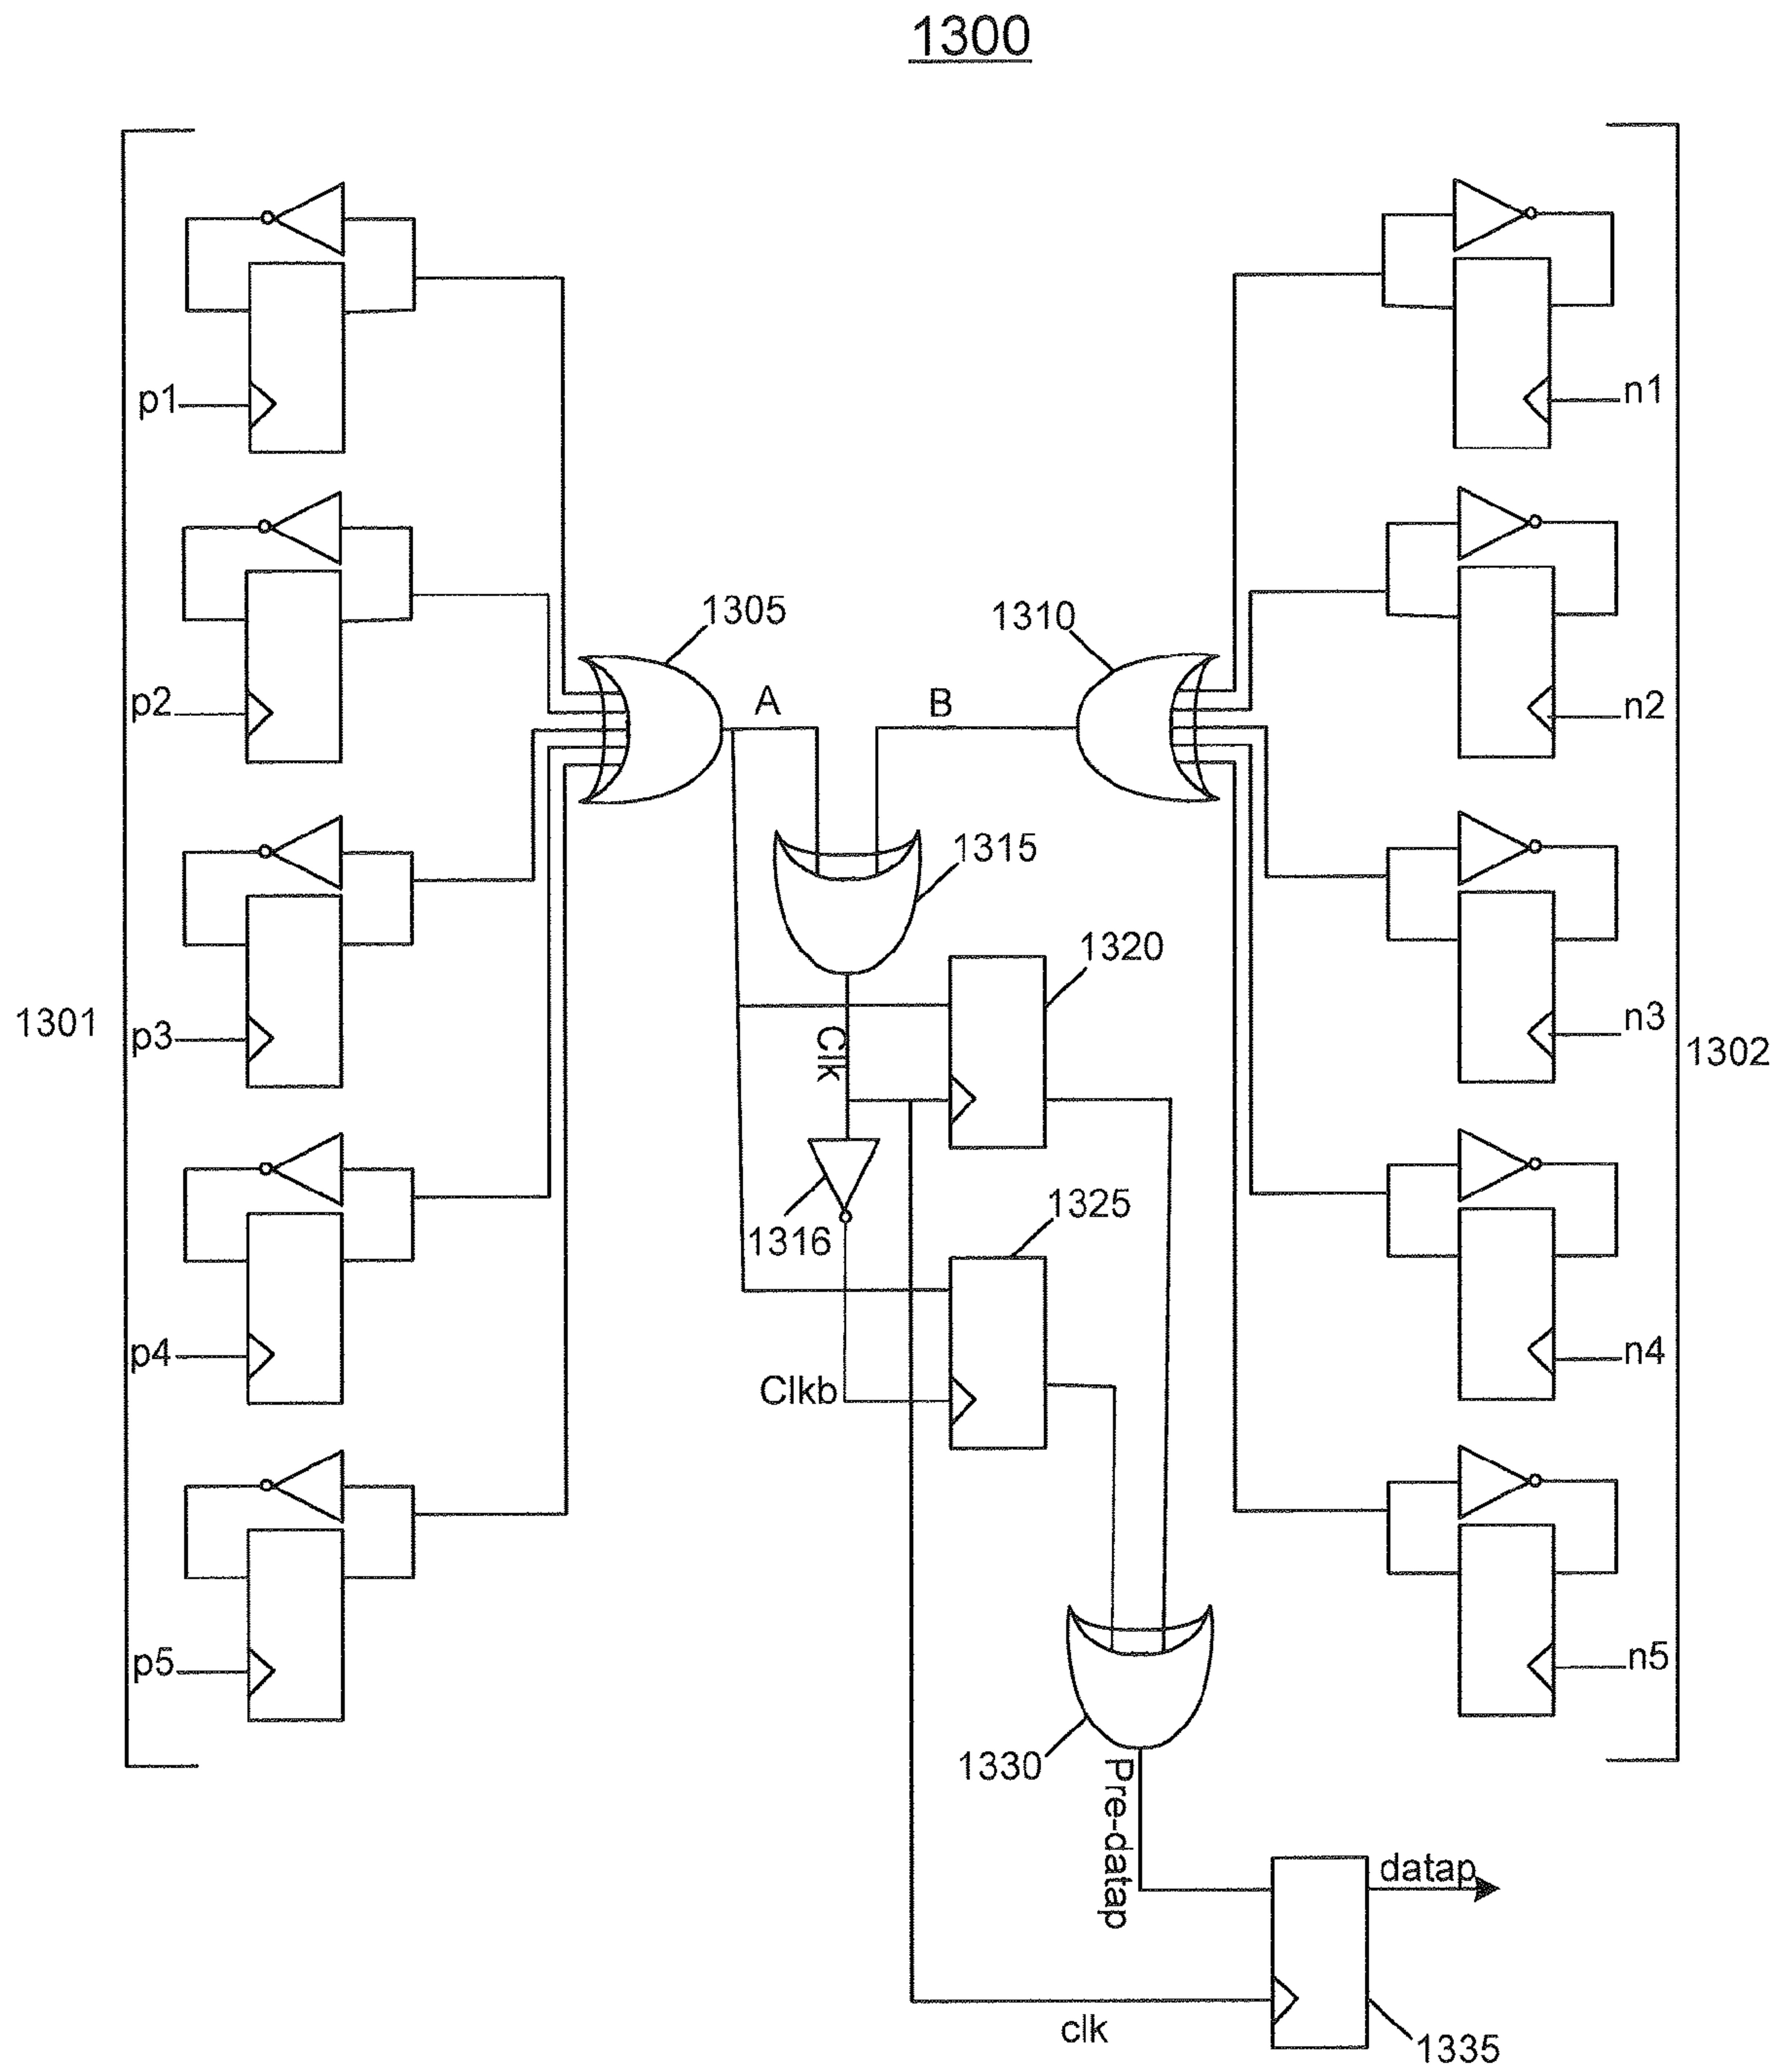 1300
p1
n1
p2
n2
1305
1310
A
B
1315
1320
1301
p3
Clk
n3
1302
1316
1325
p4
n4
Clkb
p5
n5
1330
Pre-datap
datap
clk
1335